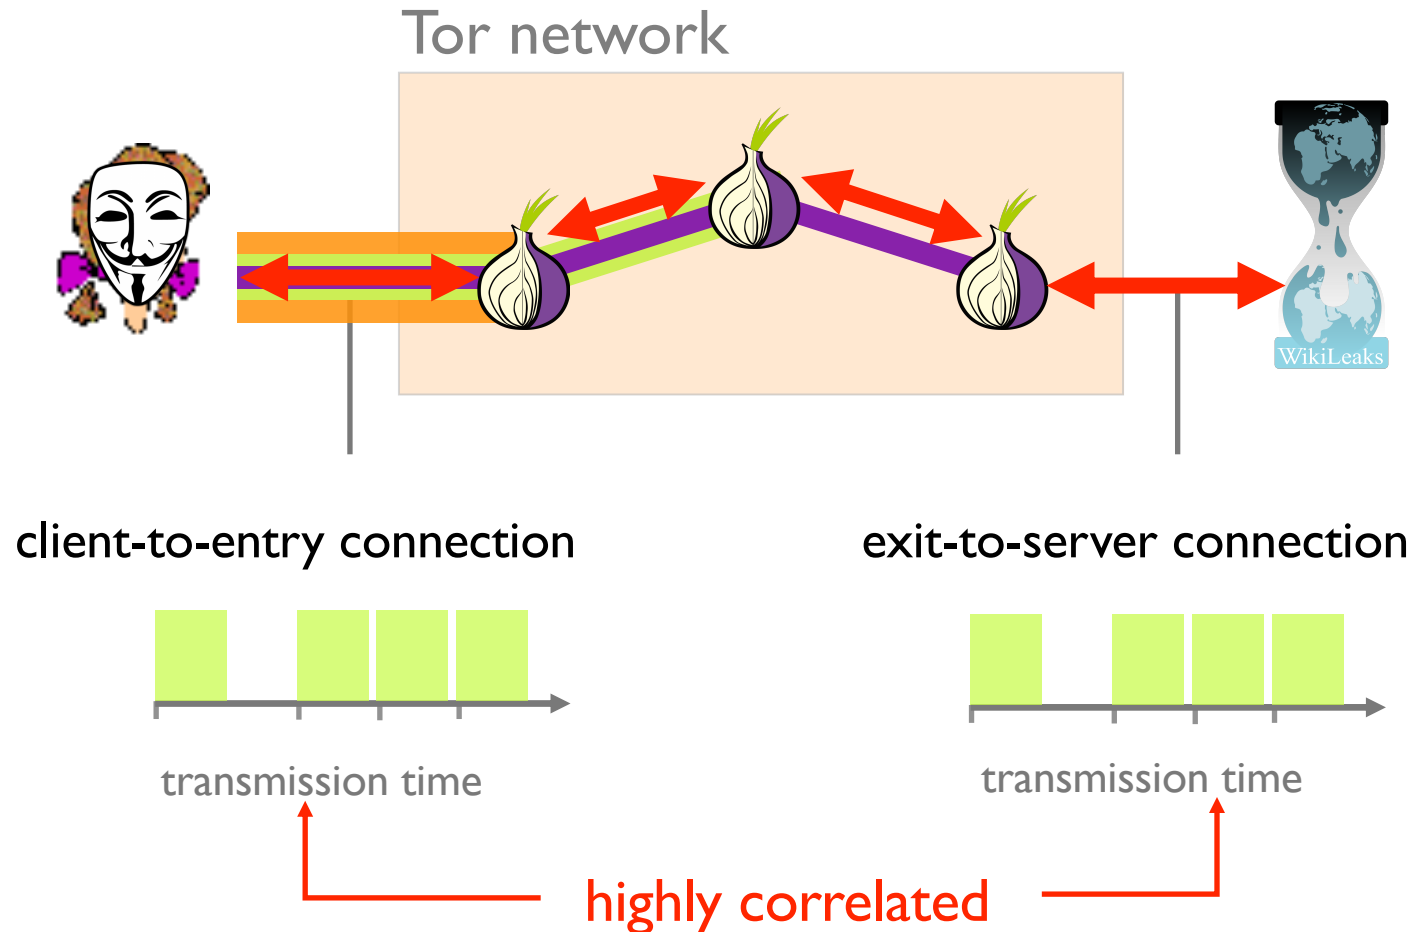 Tor network
WikiLeaks
client-to-entry connection
exit-to-server connection
transmission time
transmission time
highly correlated